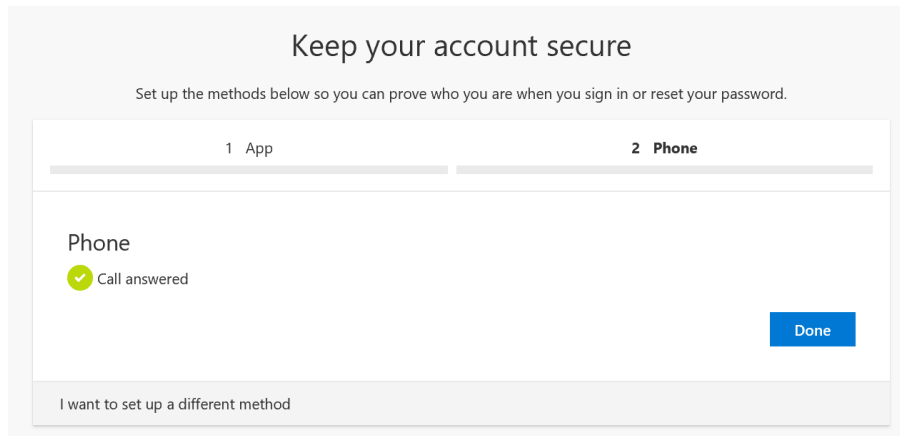 Keep your account secure
Set up the methods below so you can prove who you are when you sign in or reset your password.
1 App
2 Phone
Phone
Call answered
Done
I want to set up a different method